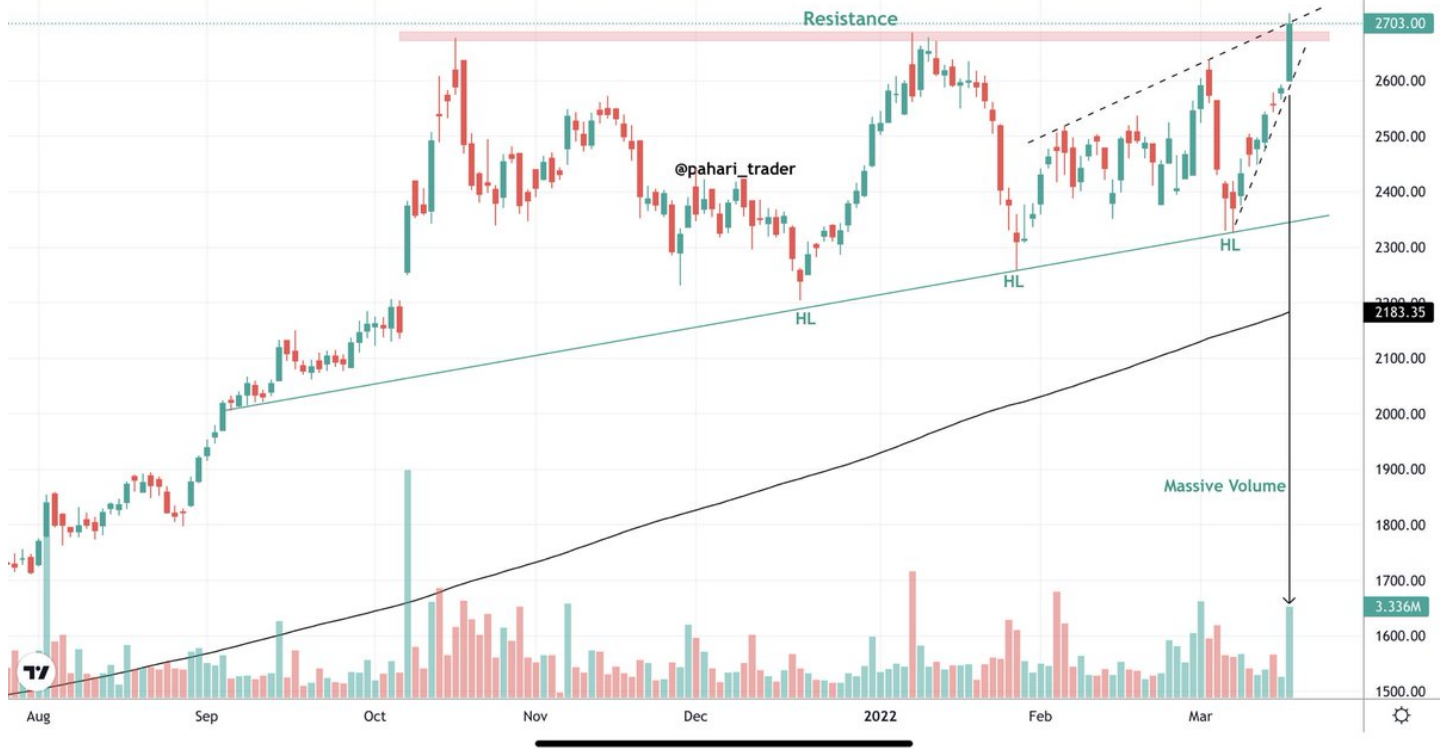 Resistance
2703.00
2600.00
2500.00
@pahari_trader
2400.00
2300.00
HL
HL
HL
2200.00
2183.35
2100.00
2000.00
1900.00
Massive Volume
1800.00
1700.00
3.336M
1600.00
1500.00
Aug Sep Oct Nov Dec 2022 Feb Mar